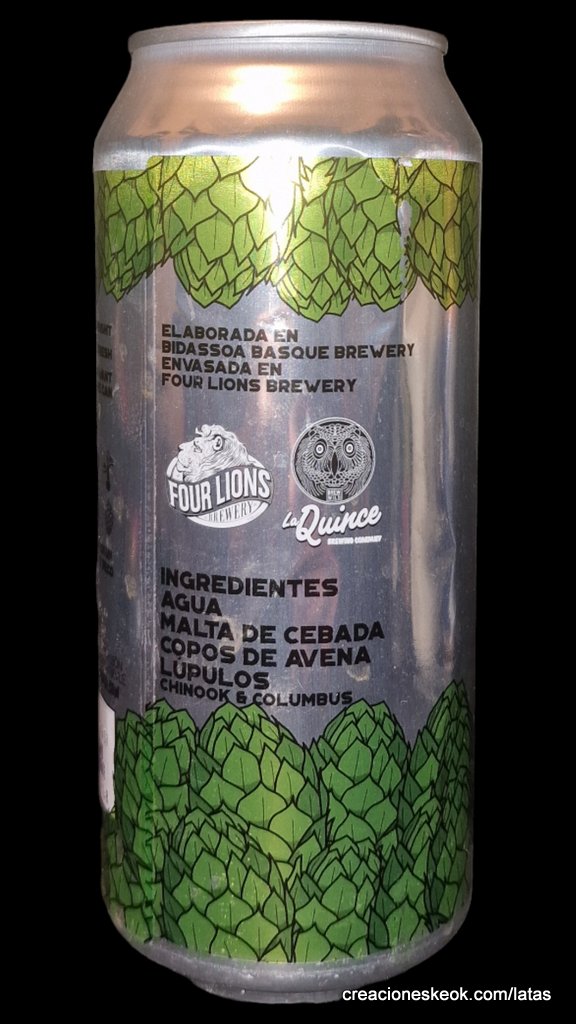 ELABORADA EN
BIDASSOA BASQUE BREWERY
ENVASADA EN
FOUR LIONS BREWERY
FOUR LIONS
BREWERY
La Quince
BREWING COMPANY
INGREDIENTES
AGUA
MALTA DE CEBADA
COPOS DE AVENA
LÚPULOS
CHINOOK & COLUMBUS
creacioneskeok.com/latas